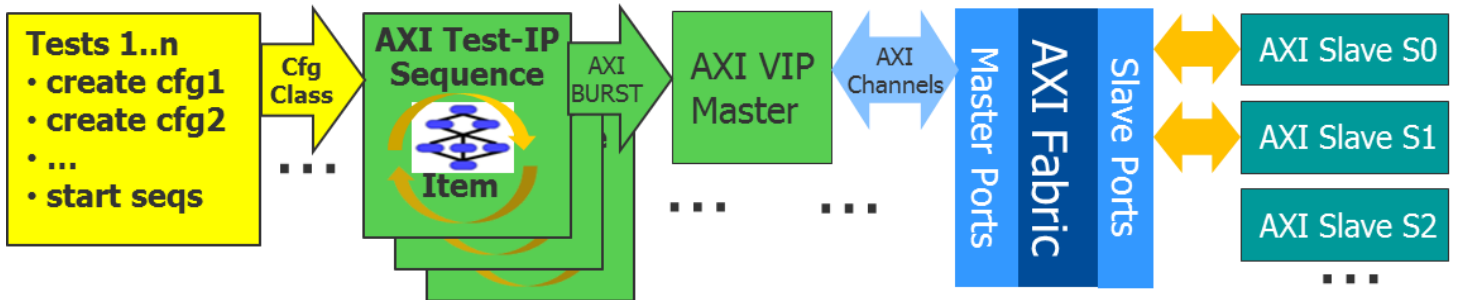 Tests 1..n
• create cfg1
• create cfg2
• ...
• start seqs
Cfg
Class
...
AXI Test-IP
Sequence
Item
e
AXI
BURST
AXI VIP
Master
...
AXI
Channels
...
Master Ports
AXI Fabric
Slave Ports
AXI Slave S0
AXI Slave S1
AXI Slave S2
...